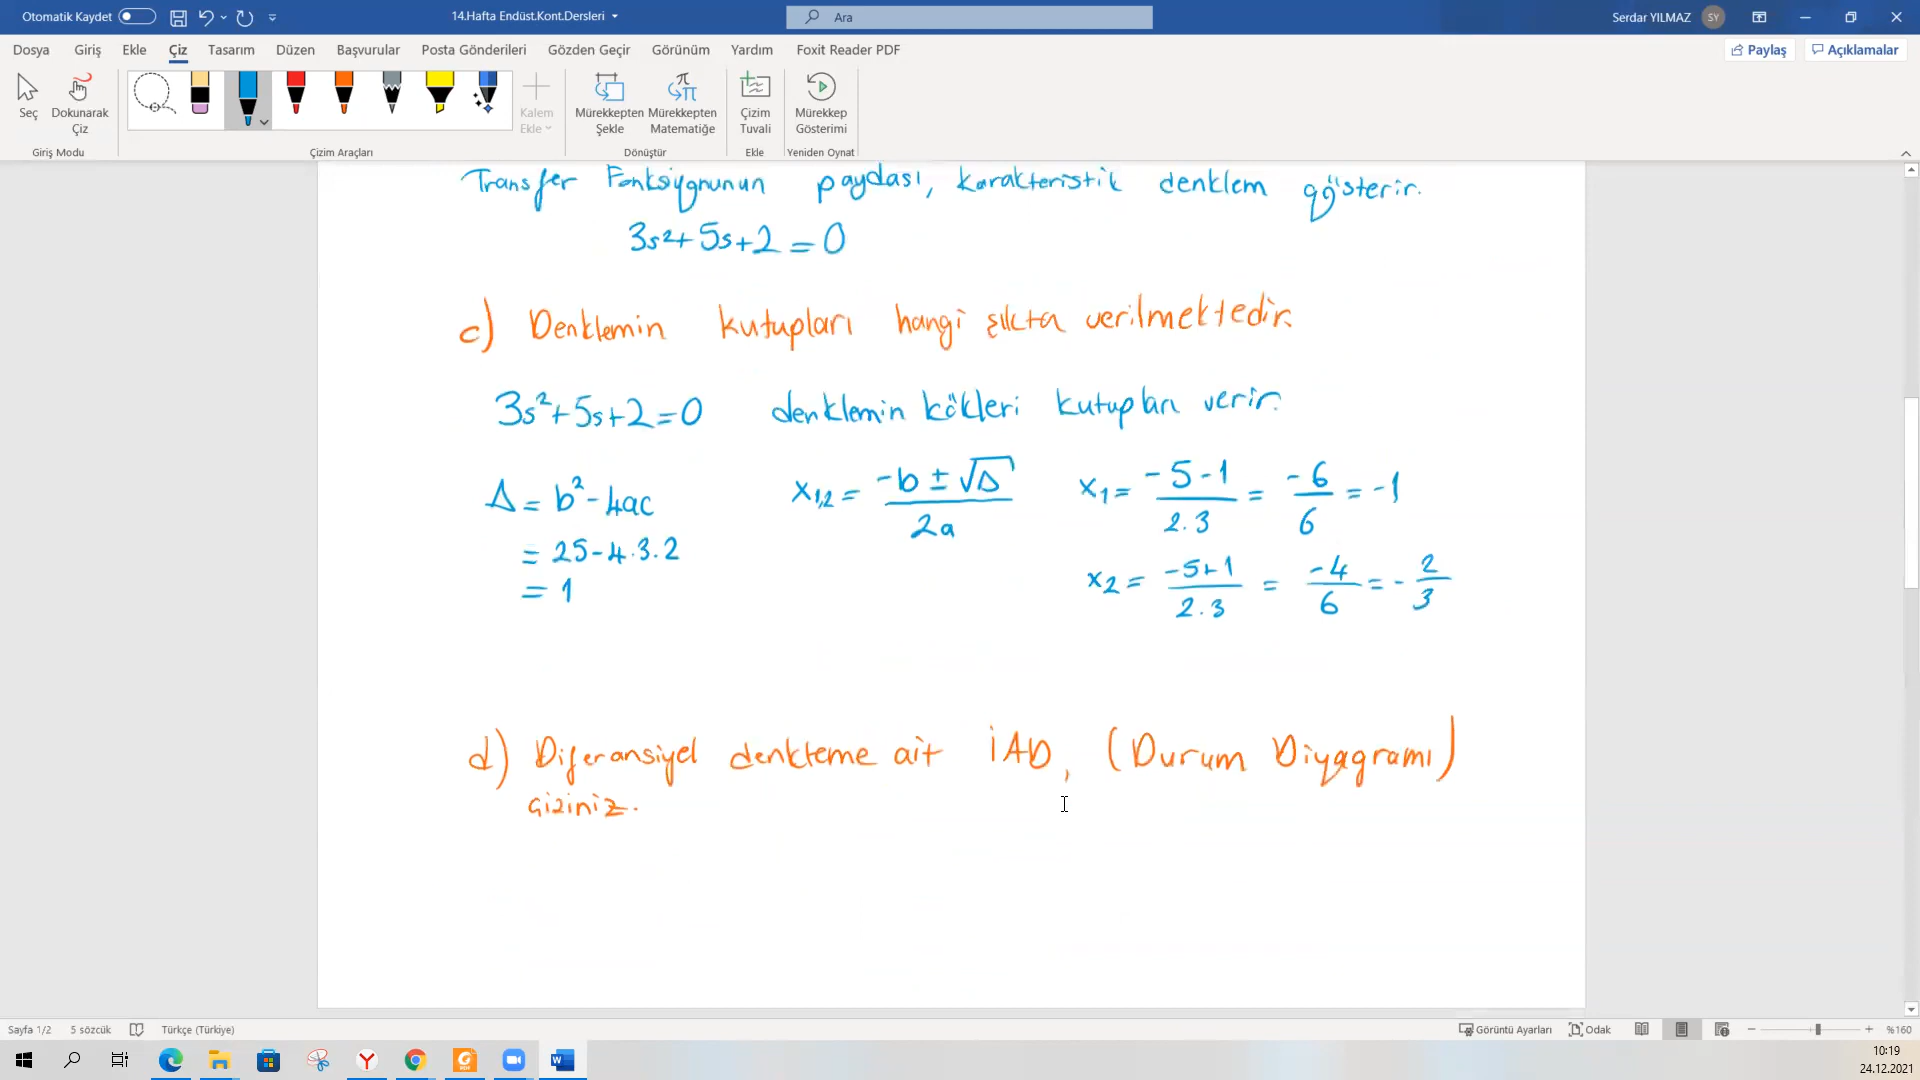 Otomatik Kaydet
14.Hafta Endüst.Kont.Dersleri
Ara
Serdar YILMAZ
SY
Dosya Giriş Ekle Çiz Tasarım Düzen Başvurular Posta Gönderileri Gözden Geçir Görünüm Yardım Foxit Reader PDF
Paylaş
Açıklamalar
Seç
Dokunarak Çiz
Kalem Ekle
Mürekkepten Şekle
Mürekkepten Matematiğe
Çizim Tuvali
Mürekkep Gösterimi
Giriş Modu
Çizim Araçları
Dönüştür
Ekle
Yeniden Oynat
Transfer Fonksiyonunun paydası, karakteristik denklem gösterir.
3s²+5s+2=0
c) Denklemin kutupları hangi şıkta verilmektedir.
3s²+5s+2=0 denklemin kökleri kutupları verir.
Δ = b²-4ac
= 25-4.3.2
= 1
x1,2 = (-b ± √Δ) / 2a
x1 = (-5-1) / 2.3 = -6/6 = -1
x2 = (-5+1) / 2.3 = -4/6 = -2/3
d) Diferansiyel denkleme ait İAD, (Durum Diyagramı)
çiziniz.
Sayfa 1/2
5 sözcük
Türkçe (Türkiye)
Görüntü Ayarları
Odak
%160
10:19
24.12.2021